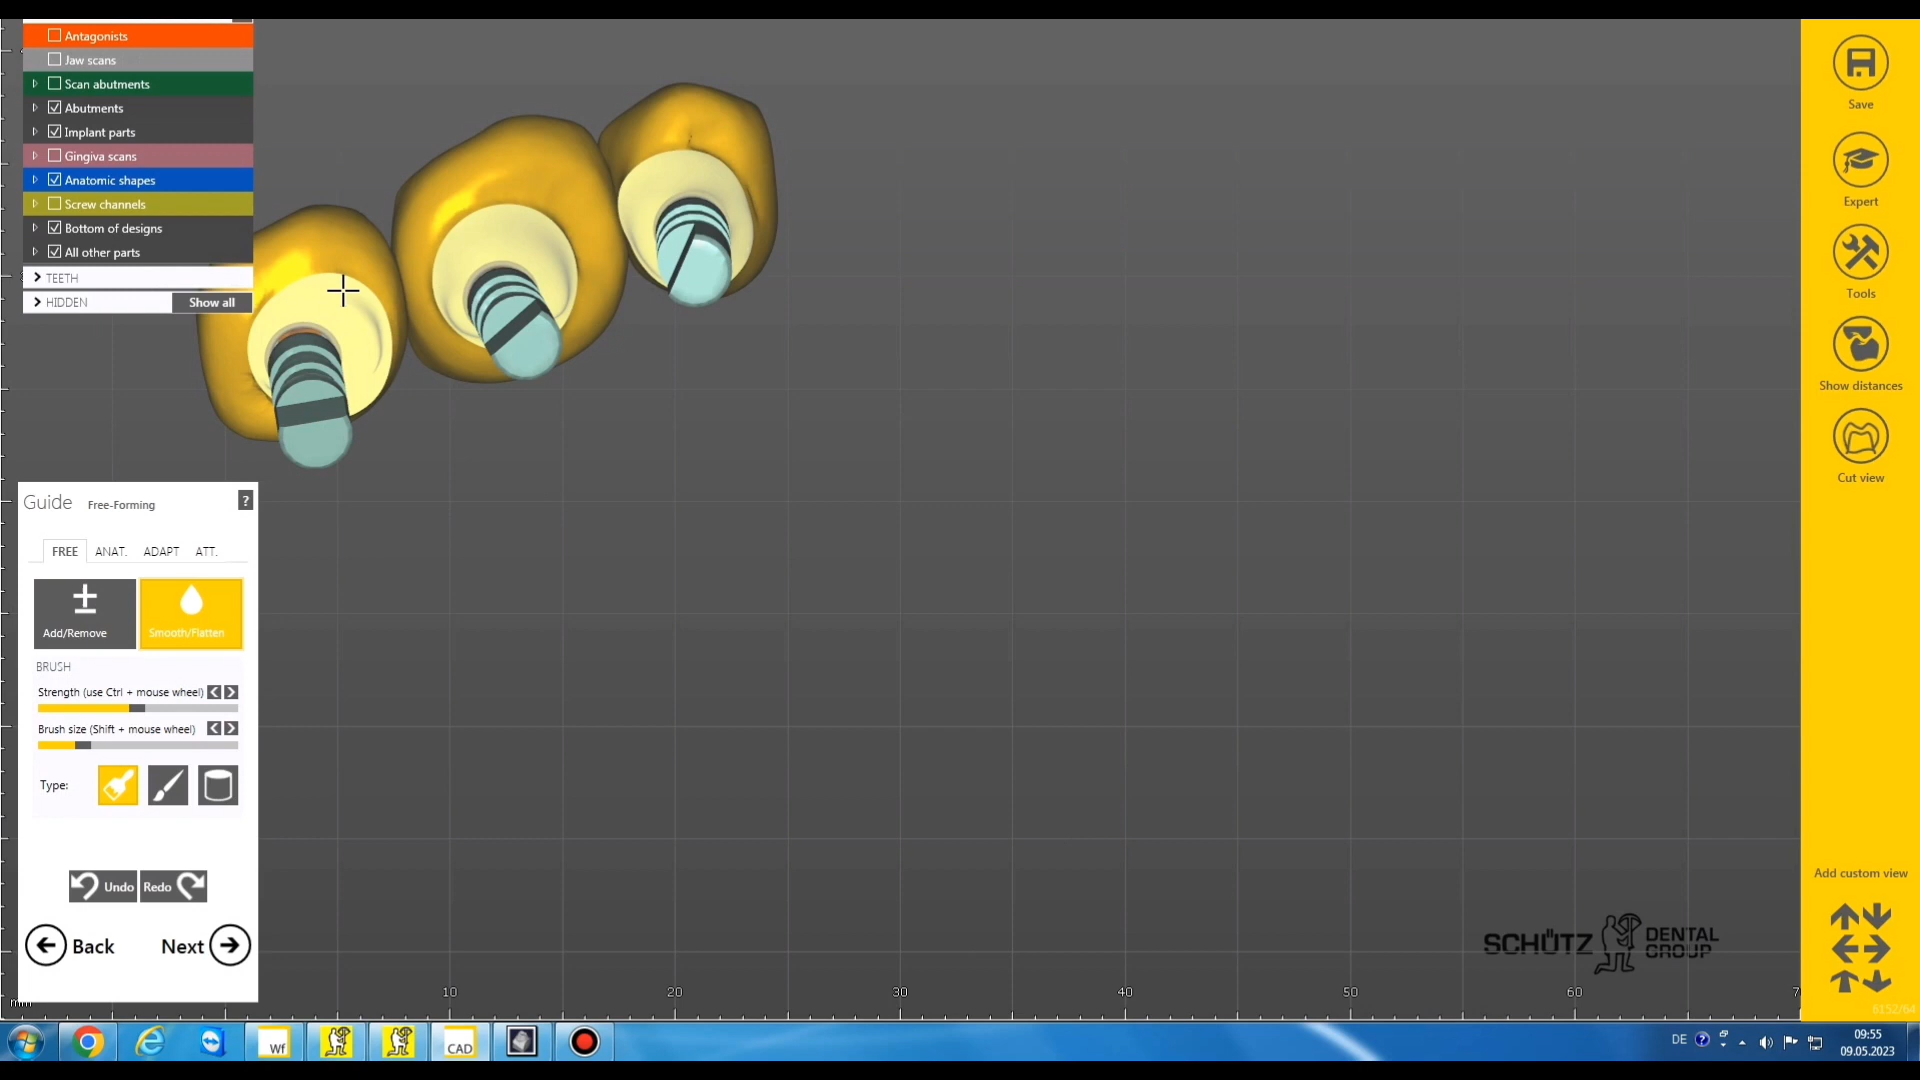 Antagonists
Jaw scans
Scan abutments
Abutments
Implant parts
Gingiva scans
Anatomic shapes
Screw channels
Bottom of designs
All other parts
TEETH
HIDDEN
Show all
Guide Free-Forming ?
FREE ANAT. ADAPT ATT.
Add/Remove
Smooth/Flatten
BRUSH
Strength (use Ctrl + mouse wheel)
Brush size (Shift + mouse wheel)
Type:
Undo Redo
Back Next
Save
Expert
Tools
Show distances
Cut view
Add custom view
SCHÜTZ DENTAL GROUP
10 20 30 40 50 60
Wf
CAD
DE
09:55
09.05.2023